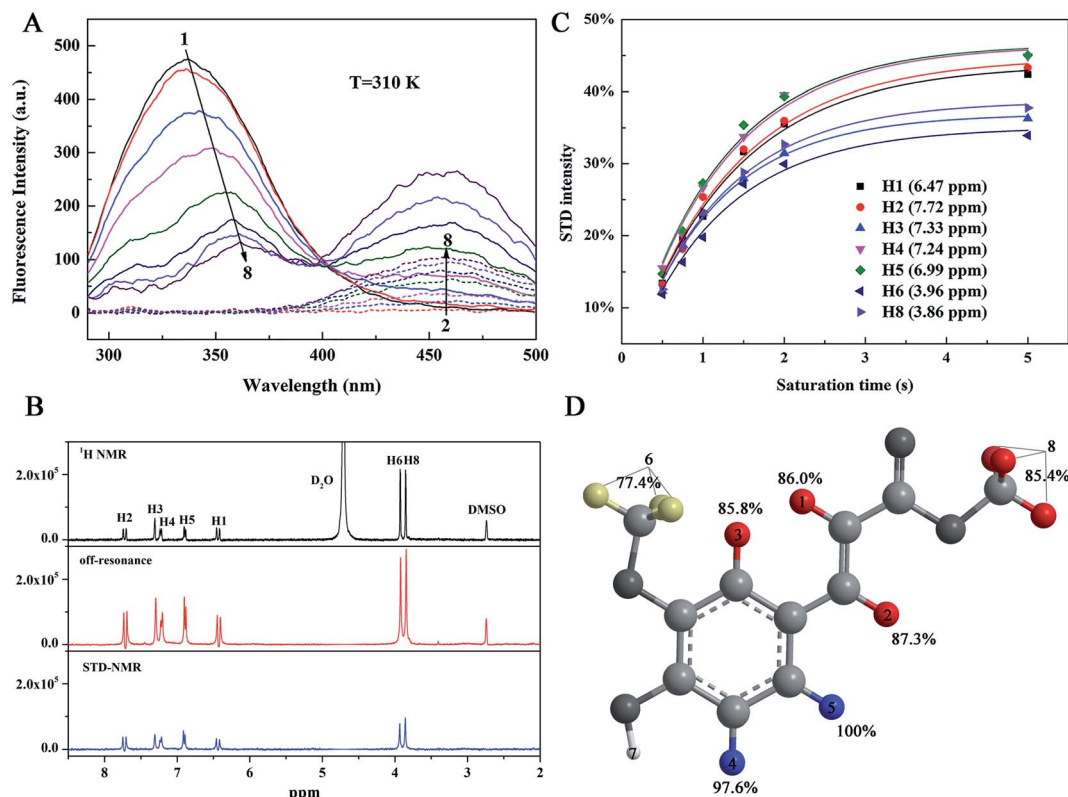 A
Fluorescence Intensity (a.u.)
500
400
300
200
100
0
1
T=310 K
8
8
2
300
350
400
450
500
Wavelength (nm)
C
STD intensity
50%
40%
30%
20%
10%
H1 (6.47 ppm)
H2 (7.72 ppm)
H3 (7.33 ppm)
H4 (7.24 ppm)
H5 (6.99 ppm)
H6 (3.96 ppm)
H8 (3.86 ppm)
0
1
2
3
4
5
Saturation time (s)
B
¹H NMR
2.0x10⁵
0.0
H2
H3
H4
H5
H1
D₂O
H6 H8
DMSO
off-resonance
2.0x10⁵
0.0
STD-NMR
2.0x10⁵
0.0
8
7
6
5
4
3
2
ppm
D
6
77.4%
85.8%
3
86.0%
1
8
85.4%
2
87.3%
5
100%
7
4
97.6%